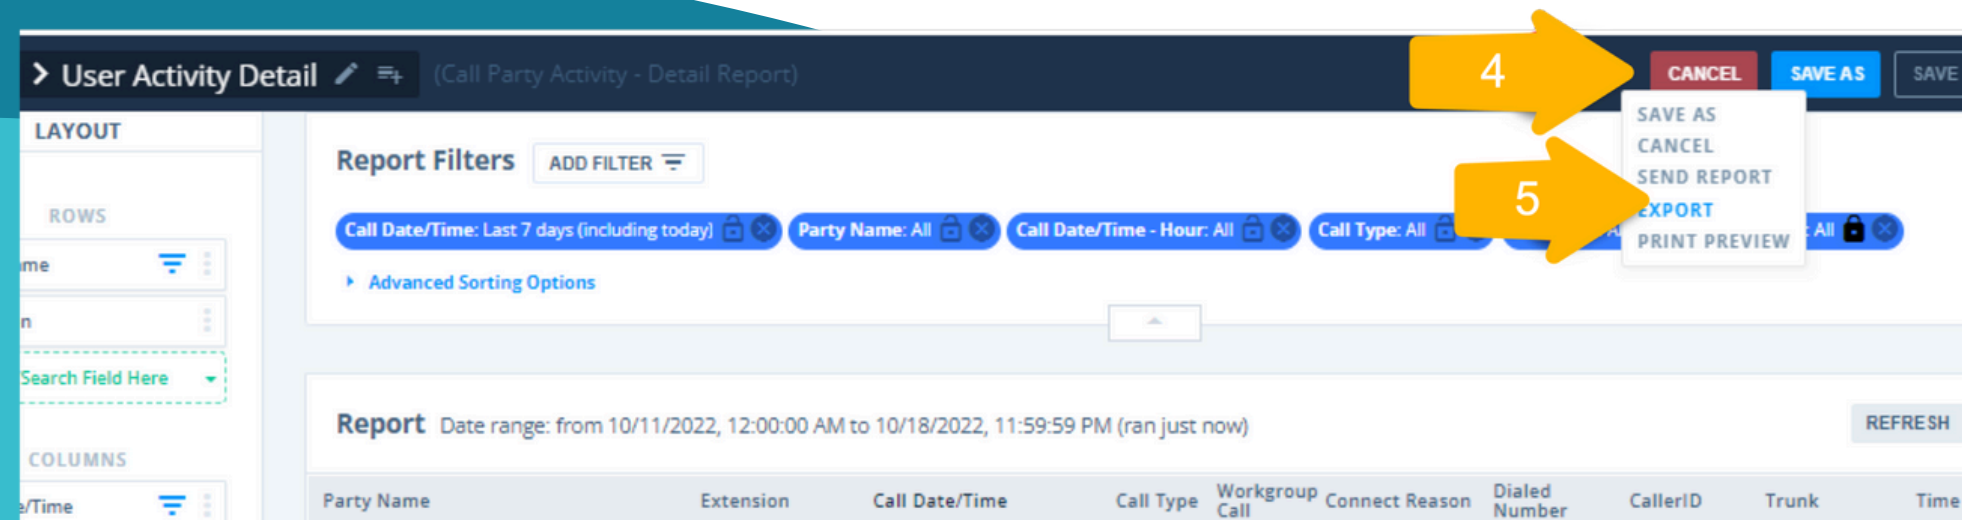 User Activity Detail (Call Party Activity - Detail Report) 4 CANCEL SAVE AS SAVE
LAYOUT
SAVE AS
CANCEL
SEND REPORT
5
EXPORT
PRINT PREVIEW
Report Filters ADD FILTER
Call Date/Time: Last 7 days (including today) Party Name: All Call Date/Time - Hour: All Call Type: All : All
Advanced Sorting Options
ROWS
me
n
/Search Field Here
Report Date range: from 10/11/2022, 12:00:00 AM to 10/18/2022, 11:59:59 PM (ran just now) REFRESH
COLUMNS
e/Time
Party Name Extension Call Date/Time Call Type Workgroup Call Connect Reason Dialed Number CallerID Trunk Time